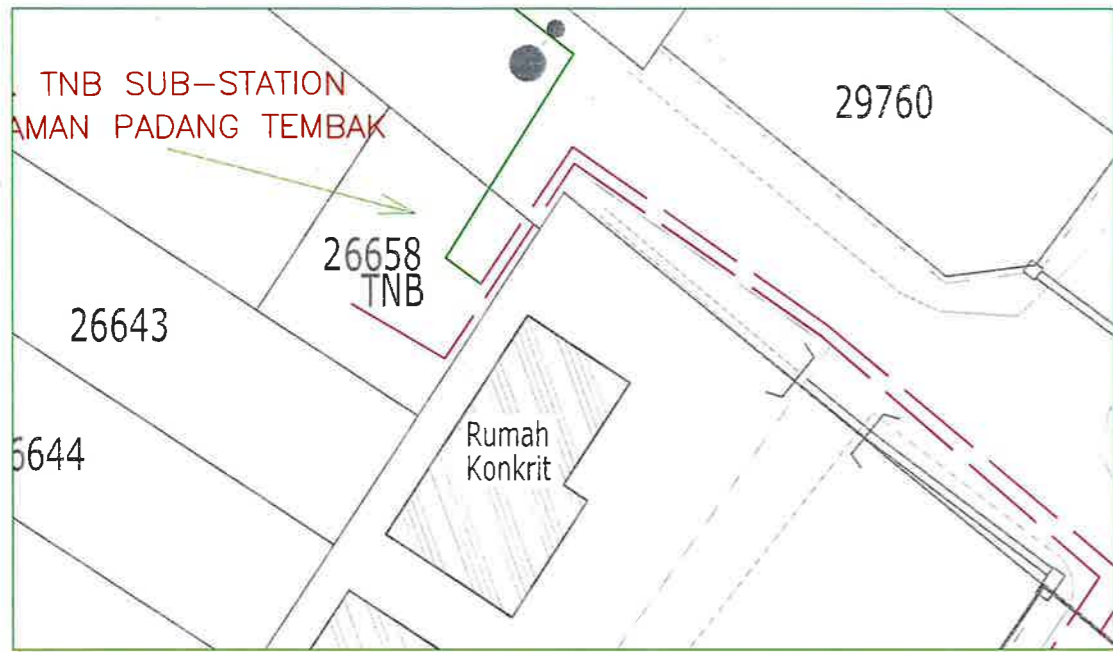 TNB SUB-STATION
AMAN PADANG TEMBAK
29760
26658
TNB
26643
6644
Rumah
Konkrit